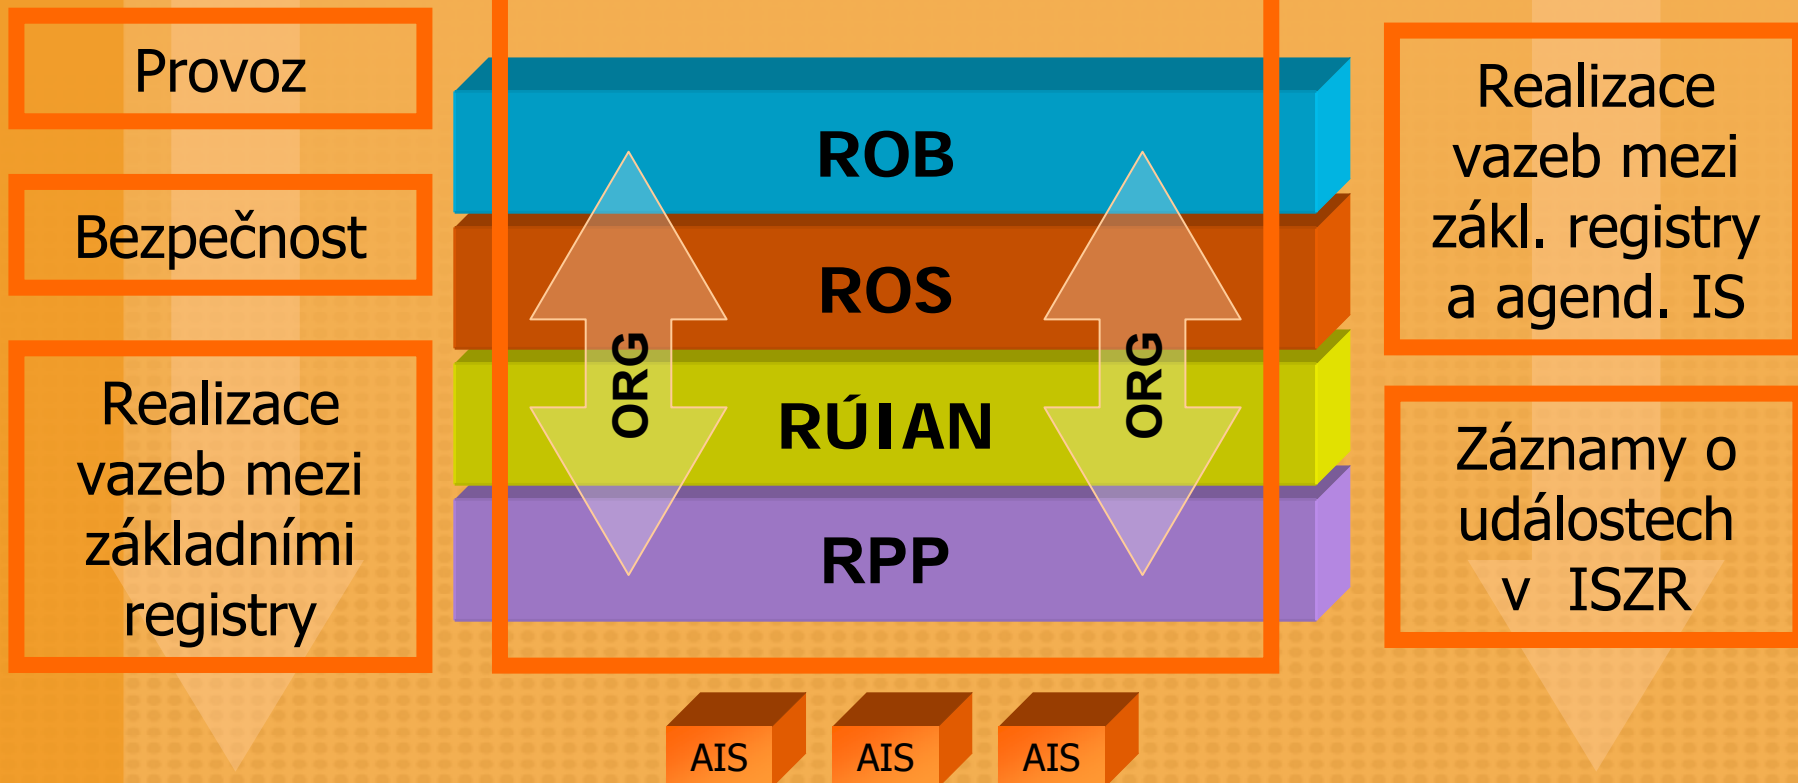 Provoz
Bezpečnost
Realizace
vazeb mezi
základními
registry
ROB
ROS
RÚIAN
RPP
ORG
ORG
AIS
AIS
AIS
Realizace
vazeb mezi
zákl. registry
a agend. IS
Záznamy o
událostech
v ISZR